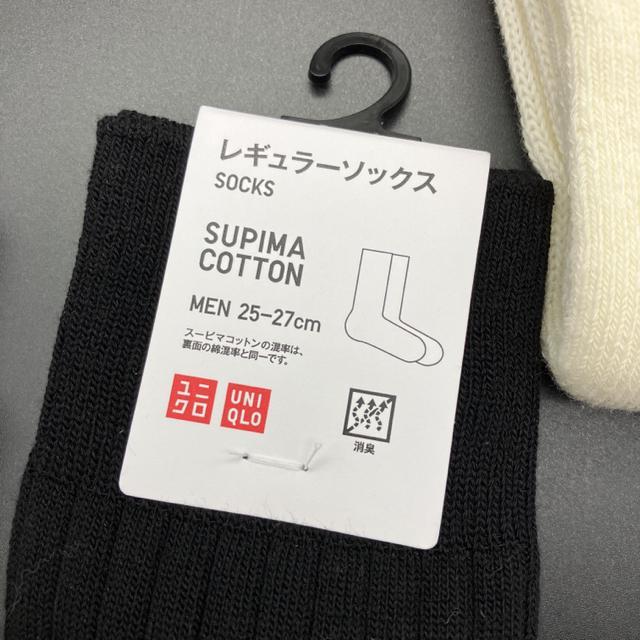 レギュラーソックス
SOCKS
SUPIMA
COTTON
MEN 25-27cm
スーピマコットンの混率は、
裏面の綿混率と同一です。
ユニ
クロ
UNI
QLO
消臭